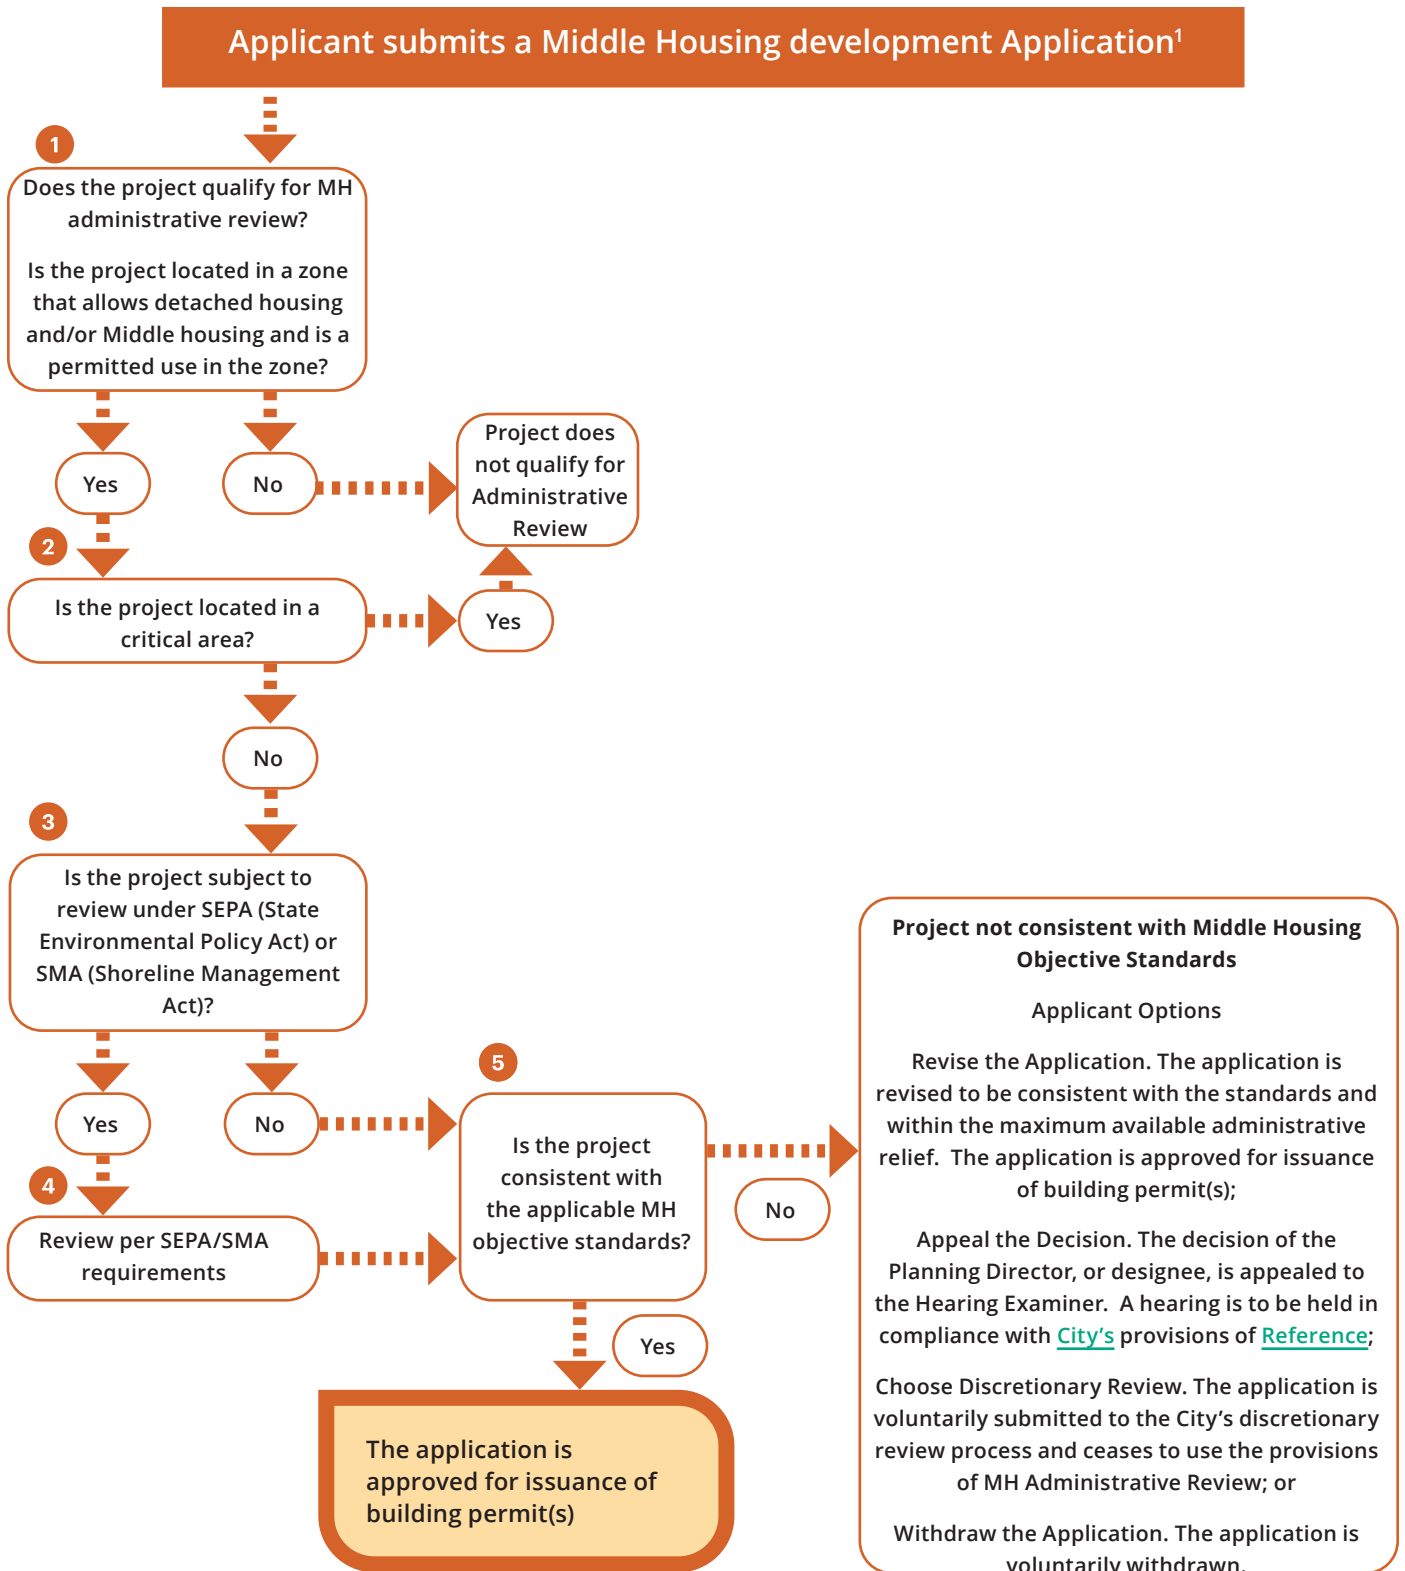 Applicant submits a Middle Housing development Application¹
1
Does the project qualify for MH
administrative review?
Is the project located in a zone
that allows detached housing
and/or Middle housing and is a
permitted use in the zone?
Yes
No
Project does
not qualify for
Administrative
Review
2
Is the project located in a
critical area?
Yes
No
3
Is the project subject to
review under SEPA (State
Environmental Policy Act) or
SMA (Shoreline Management
Act)?
Yes
No
4
Review per SEPA/SMA
requirements
5
Is the project
consistent with
the applicable MH
objective standards?
No
Yes
The application is
approved for issuance of
building permit(s)
Project not consistent with Middle Housing
Objective Standards
Applicant Options
Revise the Application. The application is
revised to be consistent with the standards and
within the maximum available administrative
relief.  The application is approved for issuance
of building permit(s);
Appeal the Decision. The decision of the
Planning Director, or designee, is appealed to
the Hearing Examiner.  A hearing is to be held in
compliance with City's provisions of Reference;
Choose Discretionary Review. The application is
voluntarily submitted to the City's discretionary
review process and ceases to use the provisions
of MH Administrative Review; or
Withdraw the Application. The application is
voluntarily withdrawn.